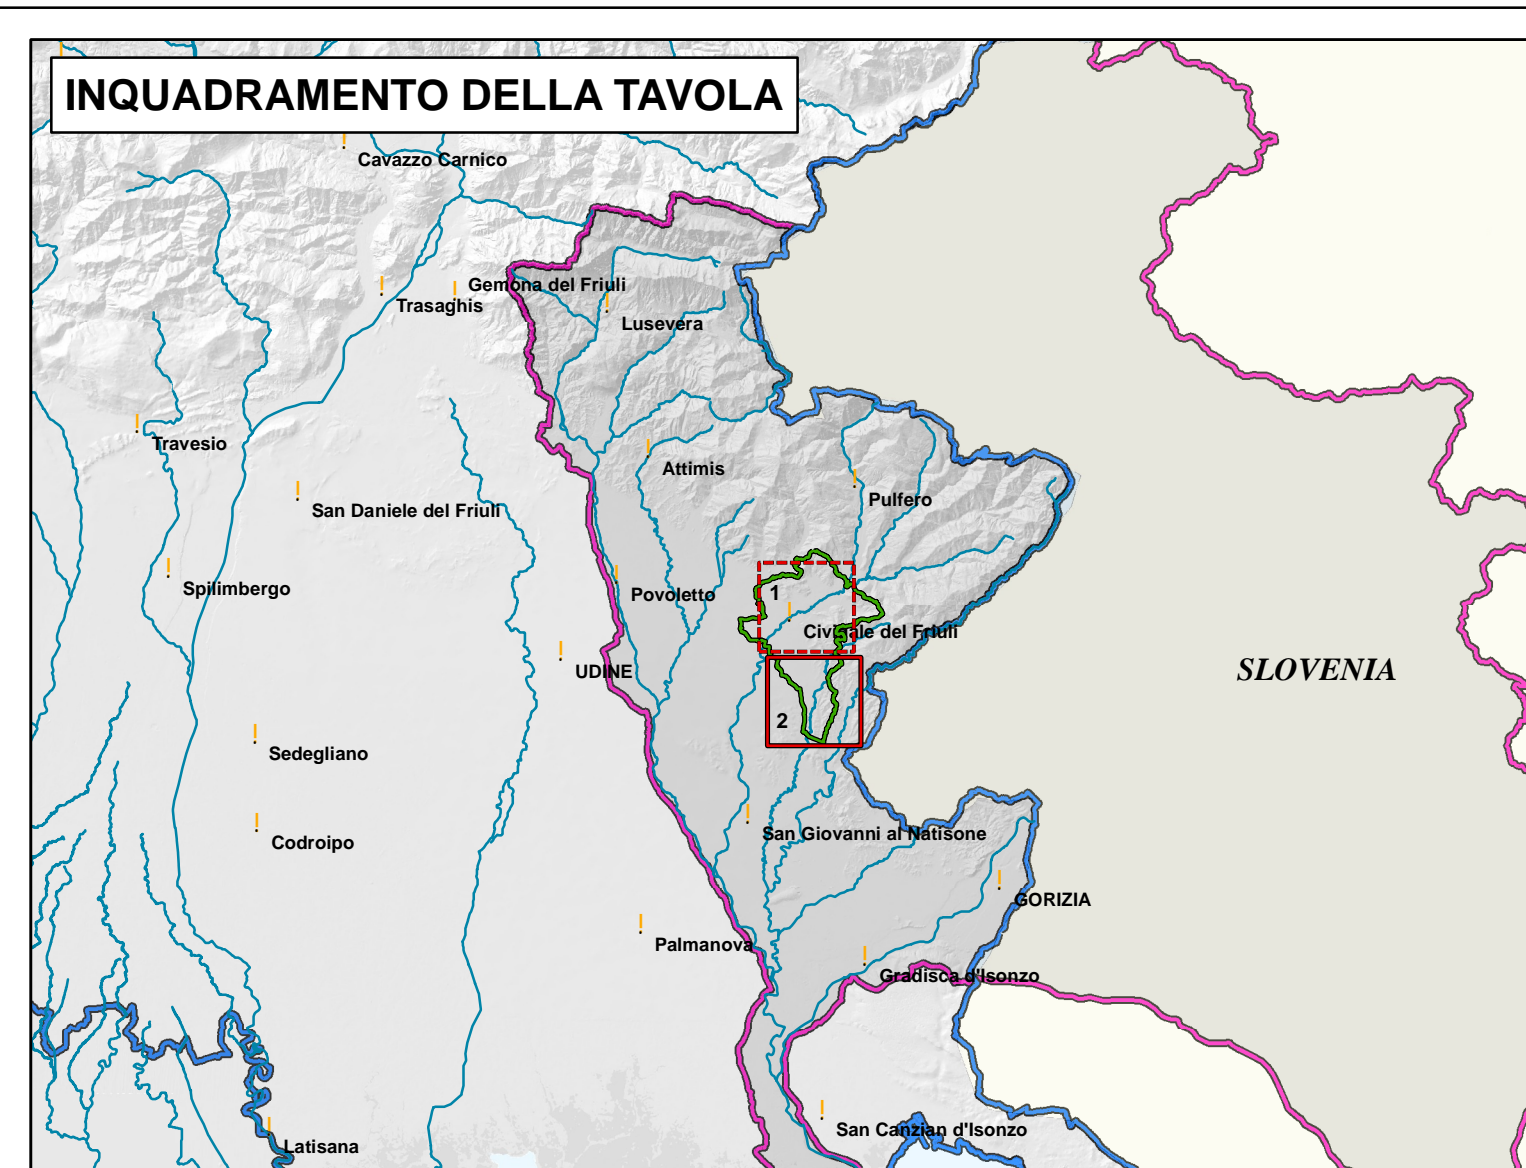 INQUADRAMENTO DELLA TAVOLA
Cavazzo Carnico
Gemona del Friuli
Trasaghis
Lusevera
Travesio
Attimis
Pulfero
San Daniele del Friuli
Spilimbergo
Povoletto
1
Cividale del Friuli
UDINE
SLOVENIA
2
Sedegliano
Codroipo
San Giovanni al Natisone
GORIZIA
Palmanova
Gradisca d'Isonzo
San Canzian d'Isonzo
Latisana